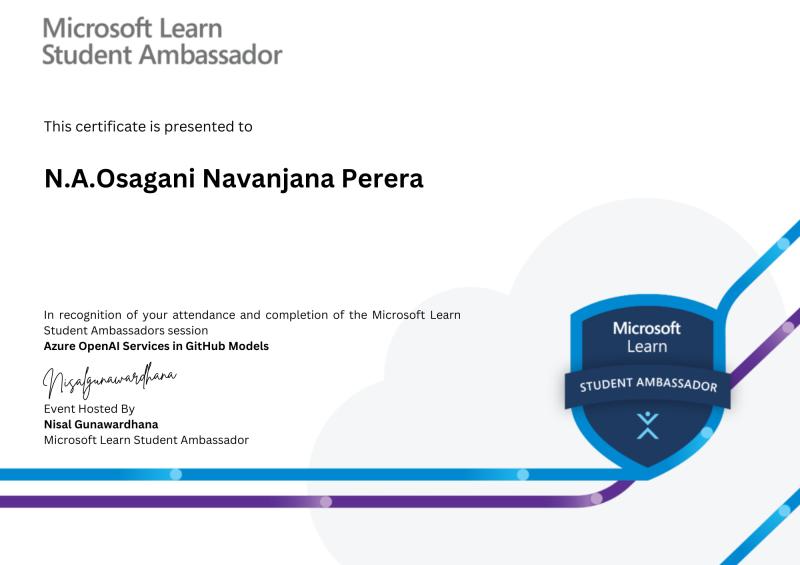 Microsoft Learn
Student Ambassador
This certificate is presented to
N.A.Osagani Navanjana Perera
In recognition of your attendance and completion of the Microsoft Learn
Student Ambassadors session
Azure OpenAI Services in GitHub Models
Nisalgunawardhana
Event Hosted By
Nisal Gunawardhana
Microsoft Learn Student Ambassador
Microsoft
Learn
STUDENT AMBASSADOR